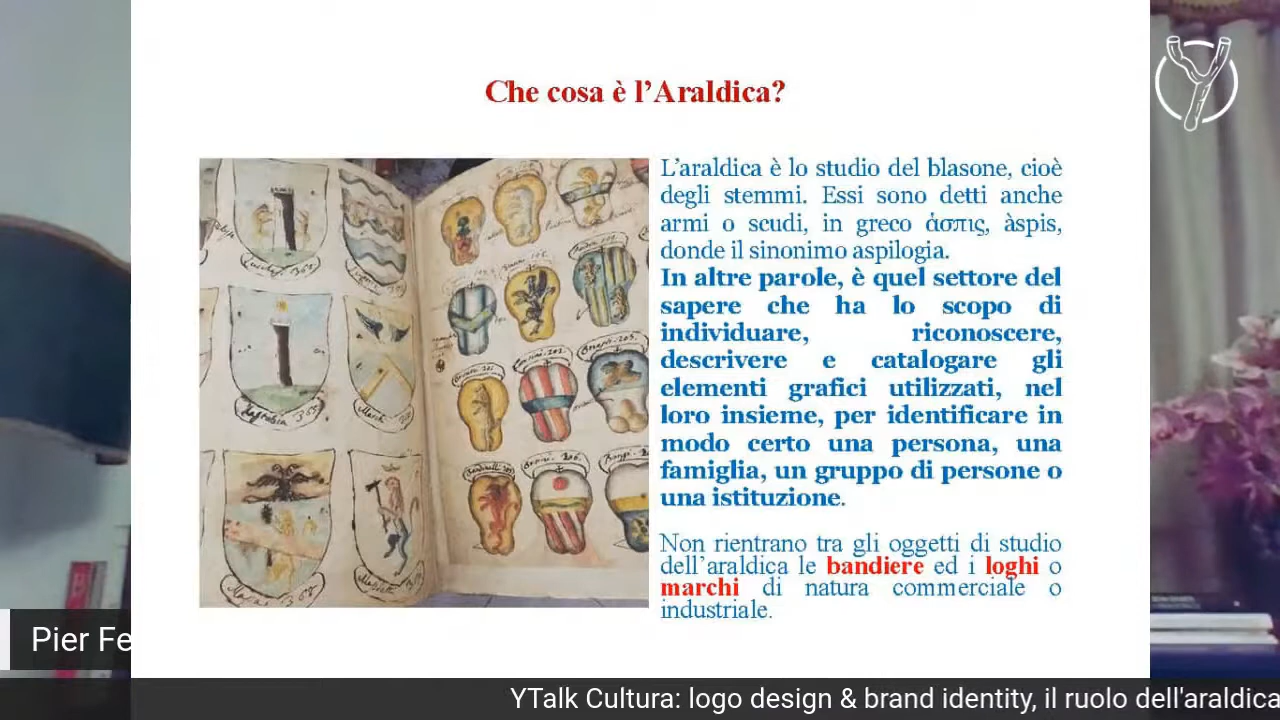 Che cosa è l'Araldica?
L'araldica è lo studio del blasone, cioè
degli stemmi. Essi sono detti anche
armi o scudi, in greco ἀσπις, àspis,
donde il sinonimo aspilogia.
In altre parole, è quel settore del
sapere che ha lo scopo di
individuare, riconoscere,
descrivere e catalogare gli
elementi grafici utilizzati, nel
loro insieme, per identificare in
modo certo una persona, una
famiglia, un gruppo di persone o
una istituzione.
Non rientrano tra gli oggetti di studio
dell'araldica le bandiere ed i loghi o
marchi di natura commerciale o
industriale.
Pier Fe
YTalk Cultura: logo design & brand identity, il ruolo dell'araldica